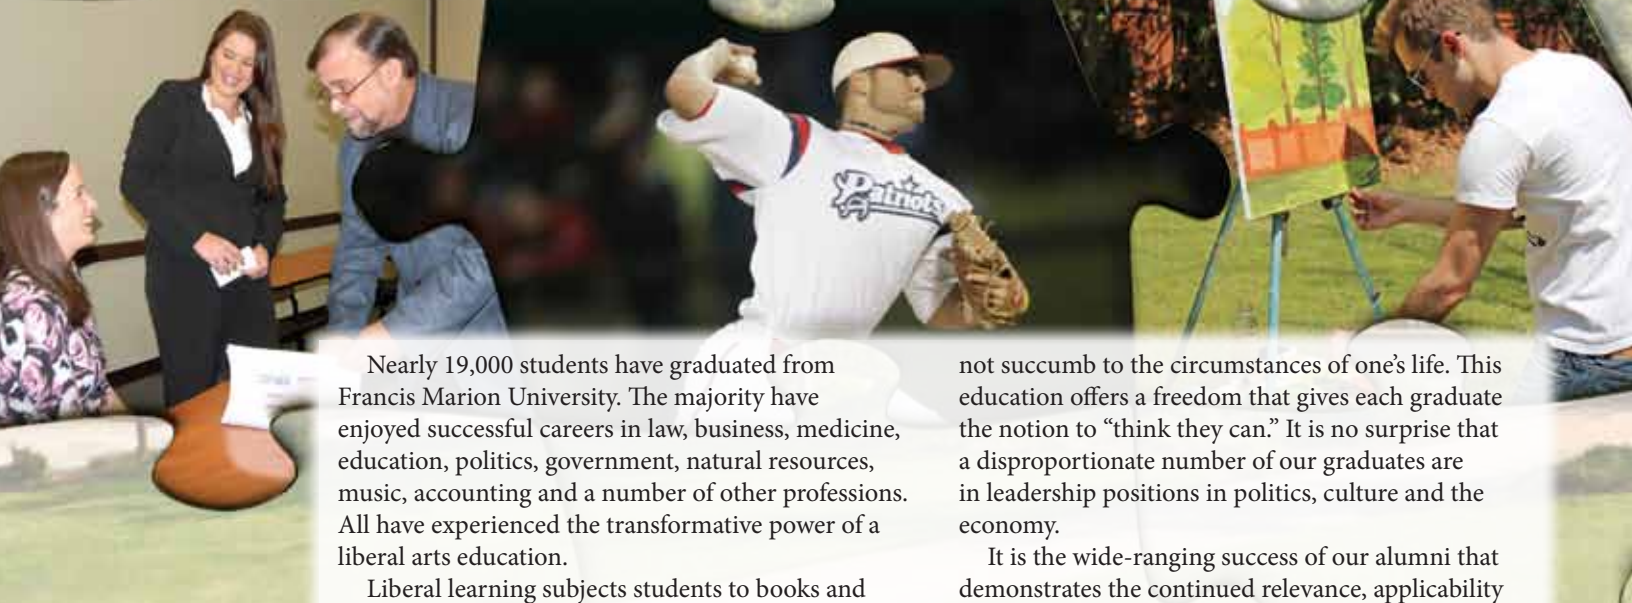 Patriots
Nearly 19,000 students have graduated from
Francis Marion University. The majority have
enjoyed successful careers in law, business, medicine,
education, politics, government, natural resources,
music, accounting and a number of other professions.
All have experienced the transformative power of a
liberal arts education.
Liberal learning subjects students to books and
not succumb to the circumstances of one’s life. This
education offers a freedom that gives each graduate
the notion to “think they can.” It is no surprise that
a disproportionate number of our graduates are
in leadership positions in politics, culture and the
economy.
It is the wide-ranging success of our alumni that
demonstrates the continued relevance, applicability